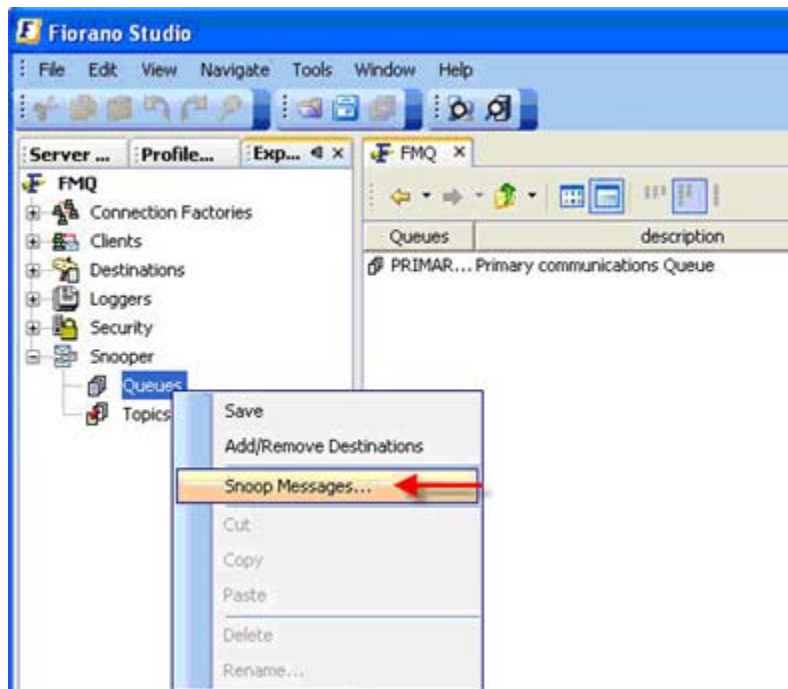 Fiorano Studio
File Edit View Navigate Tools Window Help
Server ... Profile... Exp...
FMQ
Connection Factories
Clients
Destinations
Loggers
Security
Snooper
Queues
Topics
FMQ
Queues description
PRIMAR... Primary communications Queue
Save
Add/Remove Destinations
Snoop Messages...
Cut
Copy
Paste
Delete
Rename...